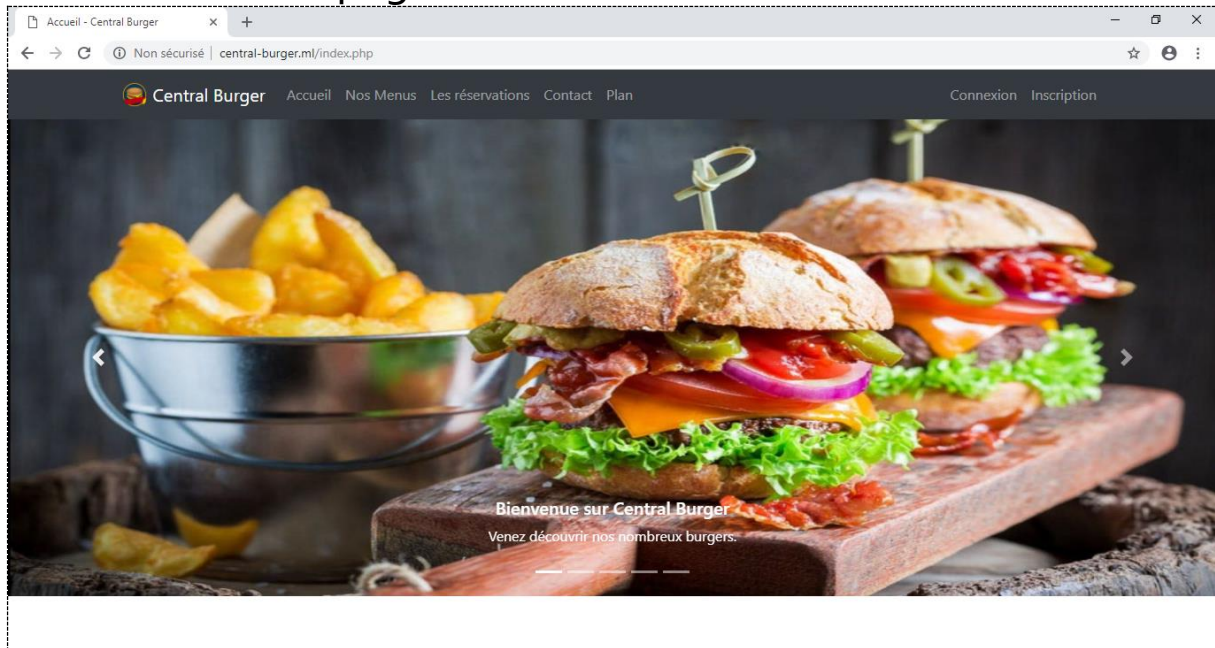 Accueil - Central Burger
Non sécurisé | central-burger.ml/index.php
Central Burger Accueil Nos Menus Les réservations Contact Plan Connexion Inscription
Bienvenue sur Central Burger
Venez découvrir nos nombreux burgers.